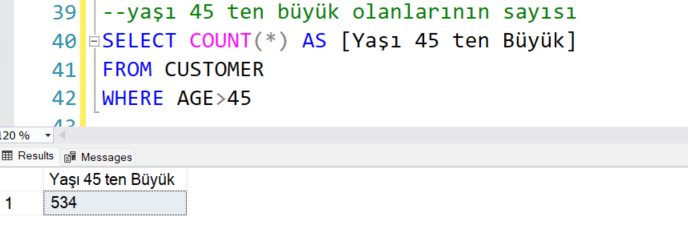 39 --yaşı 45 ten büyük olanlarının sayısı
40 SELECT COUNT(*) AS [Yaşı 45 ten Büyük]
41 FROM CUSTOMER
42 WHERE AGE>45
43
120 %
Results Messages
Yaşı 45 ten Büyük
1 534